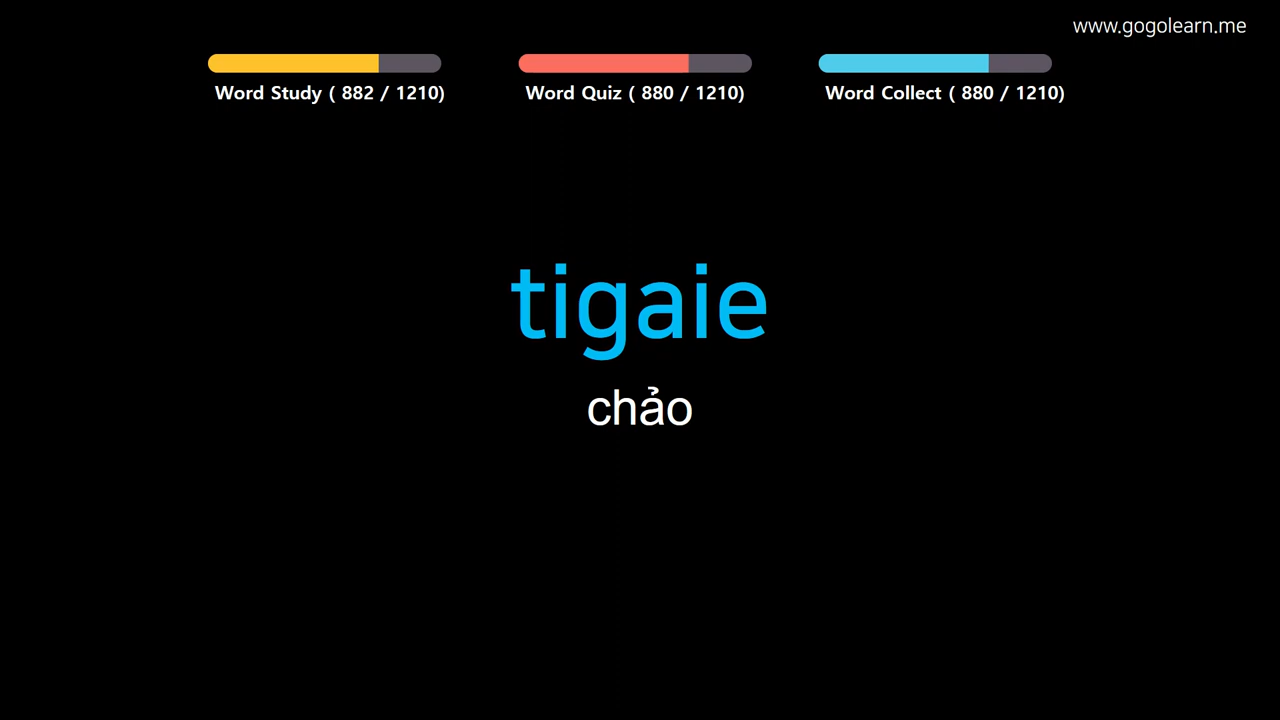 www.gogolearn.me
Word Study ( 882 / 1210)
Word Quiz ( 880 / 1210)
Word Collect ( 880 / 1210)
tigaie
chảo